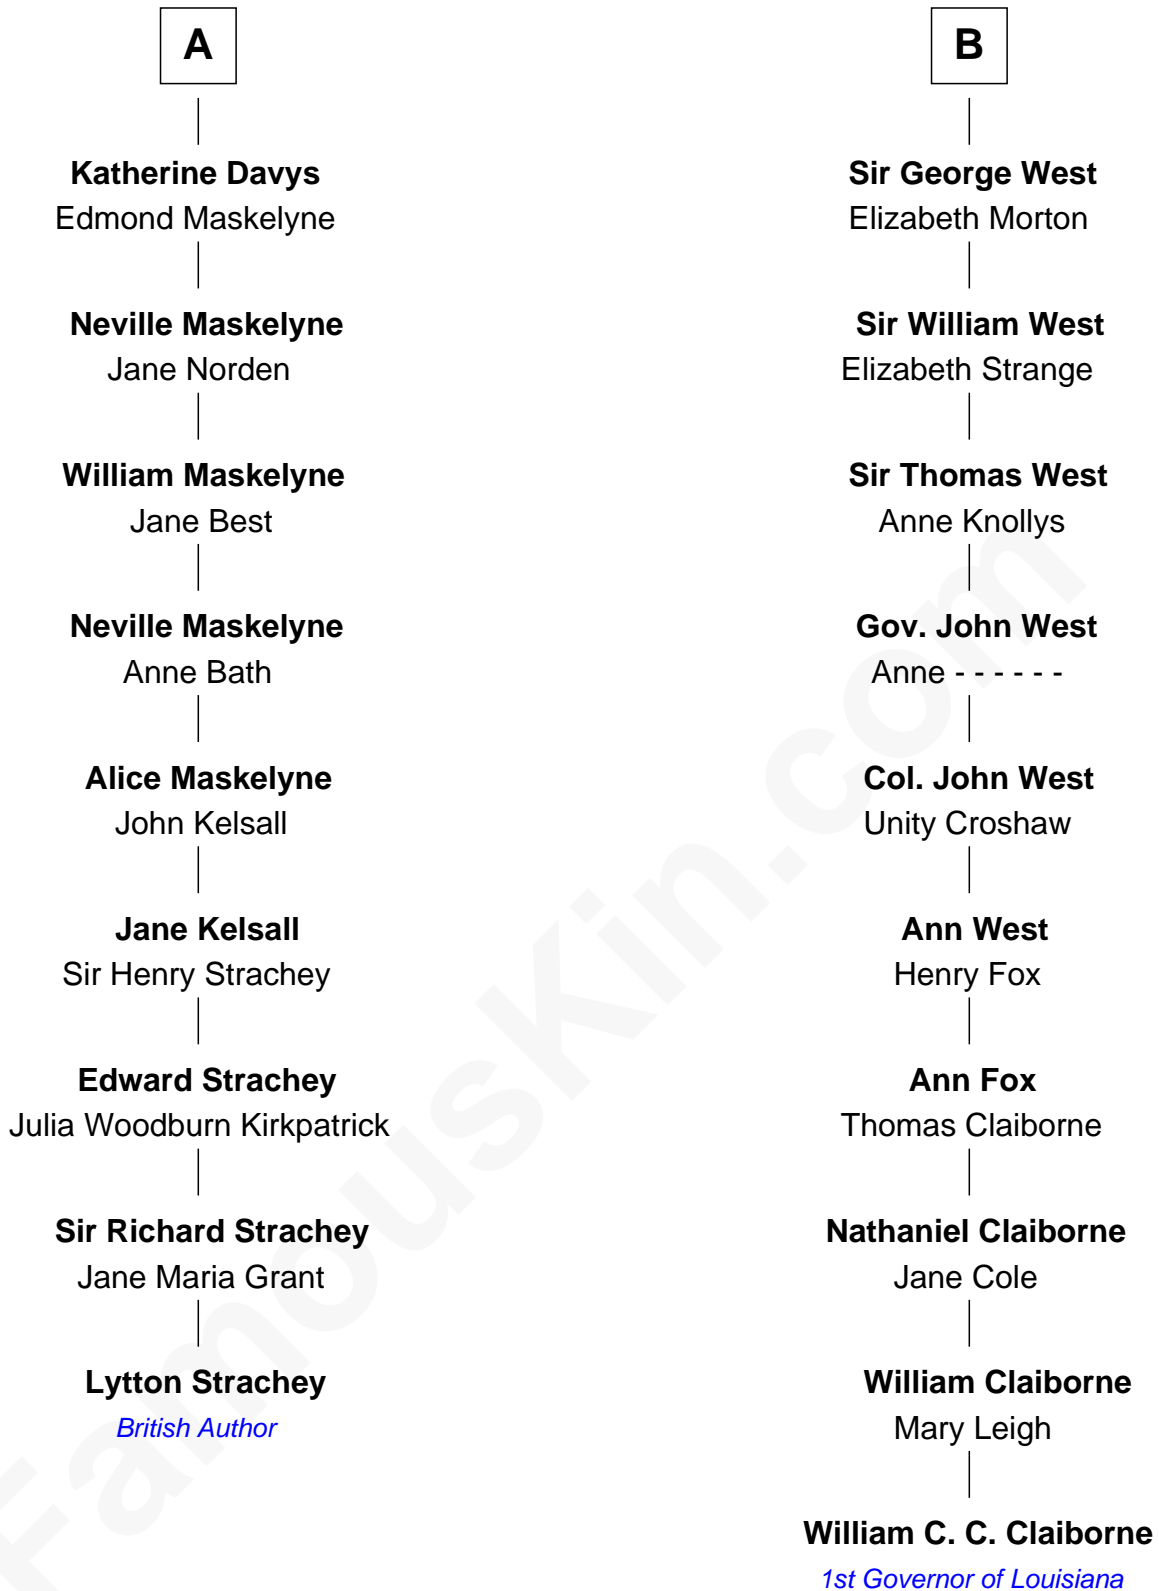 A
Katherine Davys
Edmond Maskelyne
Neville Maskelyne
Jane Norden
William Maskelyne
Jane Best
Neville Maskelyne
Anne Bath
Alice Maskelyne
John Kelsall
Jane Kelsall
Sir Henry Strachey
Edward Strachey
Julia Woodburn Kirkpatrick
Sir Richard Strachey
Jane Maria Grant
Lytton Strachey
British Author
B
Sir George West
Elizabeth Morton
Sir William West
Elizabeth Strange
Sir Thomas West
Anne Knollys
Gov. John West
Anne - - - - - -
Col. John West
Unity Croshaw
Ann West
Henry Fox
Ann Fox
Thomas Claiborne
Nathaniel Claiborne
Jane Cole
William Claiborne
Mary Leigh
William C. C. Claiborne
1st Governor of Louisiana
FamousKin.com